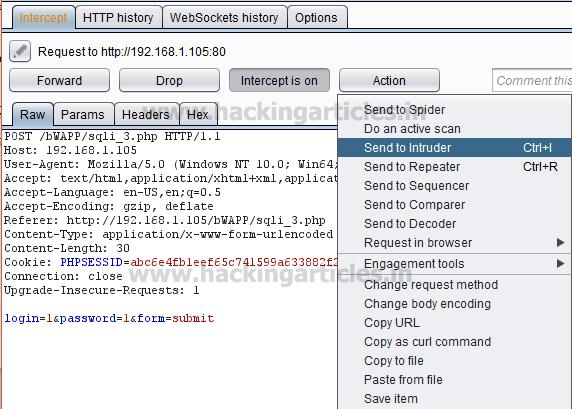 Intercept HTTP history WebSockets history Options
Request to http://192.168.1.105:80
Forward Drop Intercept is on Action Comment this
www.hackingarticles.in
Raw Params Headers Hex
POST /bWAPP/sqli_3.php HTTP/1.1
Host: 192.168.1.105
User-Agent: Mozilla/5.0 (Windows NT 10.0; Win64;
Accept: text/html,application/xhtml+xml,applicat
Accept-Language: en-US,en;q=0.5
Accept-Encoding: gzip, deflate
Referer: http://192.168.1.105/bWAPP/sqli_3.php
Content-Type: application/x-www-form-urlencoded
Content-Length: 30
Cookie: PHPSESSID=abc6e4fb1eef65c741599a633882f2
www.hackingarticles.in
Connection: close
Upgrade-Insecure-Requests: 1
login=1&password=1&form=submit
Send to Spider
Do an active scan
Send to Intruder Ctrl+I
Send to Repeater Ctrl+R
Send to Sequencer
Send to Comparer
Send to Decoder
Request in browser
Engagement tools
Change request method
Change body encoding
Copy URL
Copy as curl command
Copy to file
Paste from file
Save item